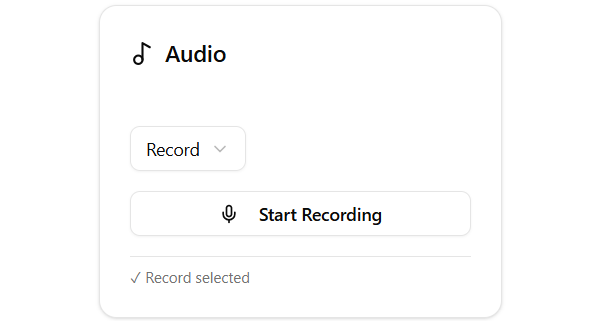 Audio
Record
Start Recording
✓ Record selected